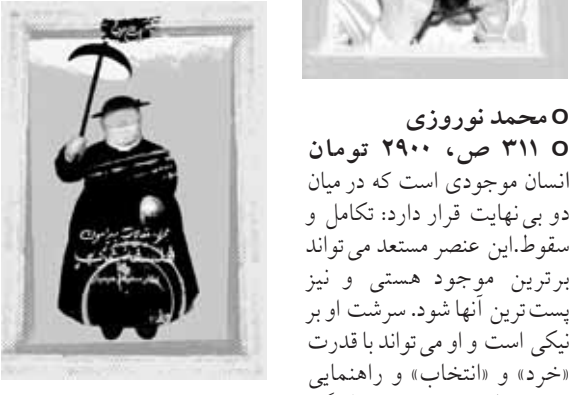 O محمد نوروزی
O ۳۱۱ ص، ۲۹۰۰ تومان
انسان موجودی است که در میان
دو بی‌نهایت قرار دارد: تکامل و
سقوط.این عنصر مستعد می‌تواند
برترین موجود هستی و نیز
پست‌ترین آنها شود. سرشت او بر
نیکی است و او می‌تواند با قدرت
«خرد» و «انتخاب» و راهنمایی